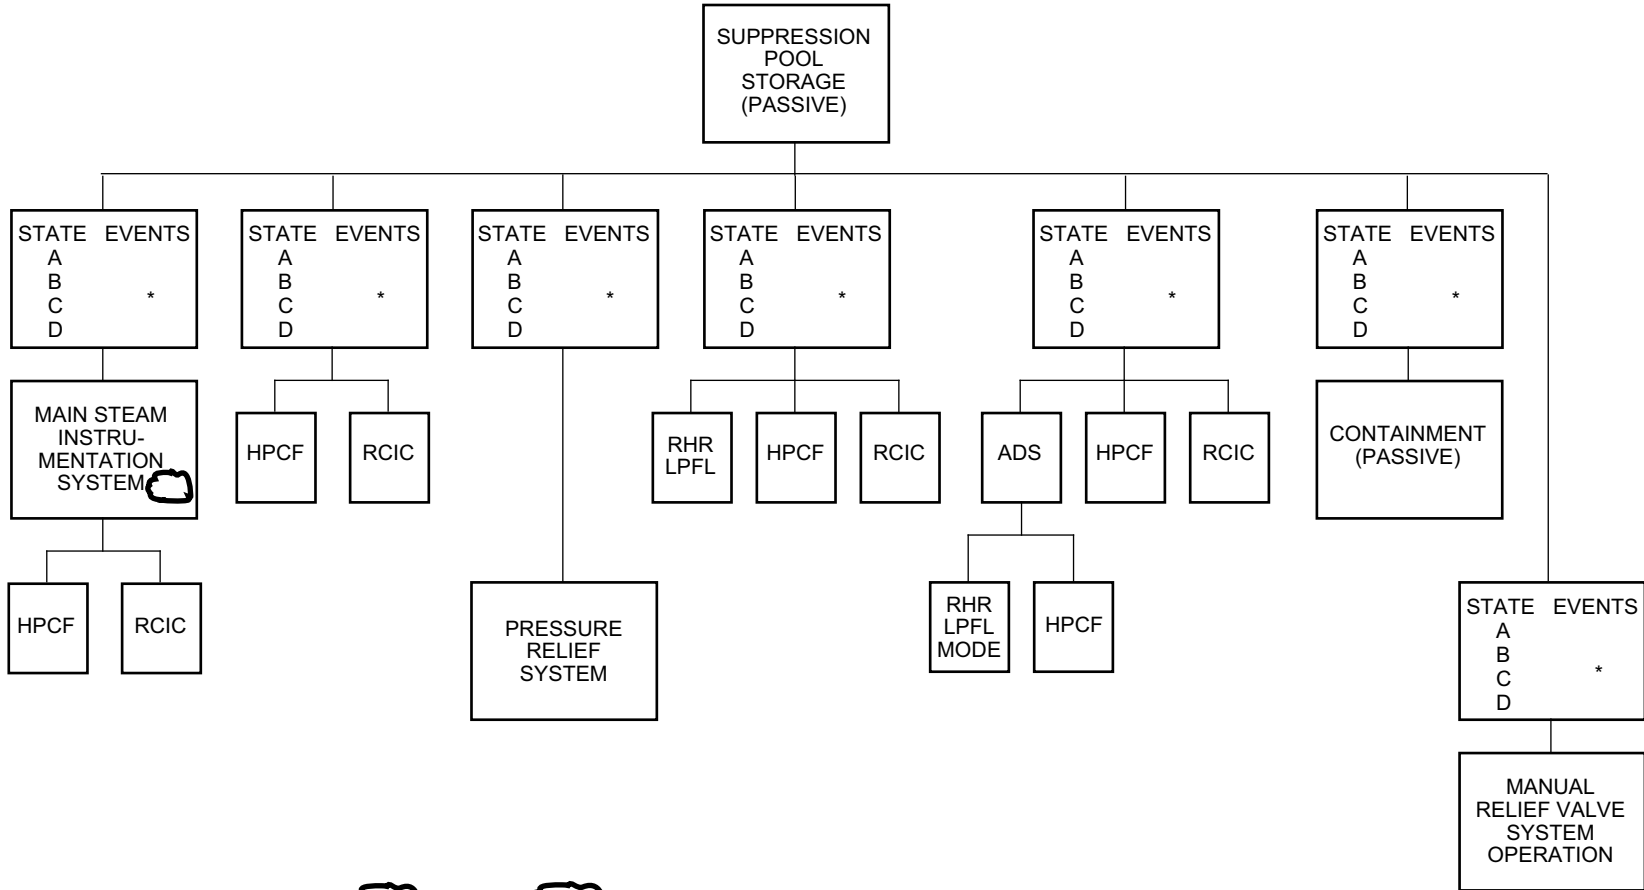 SUPPRESSION
POOL
STORAGE
(PASSIVE)
STATE EVENTS
A
B
C
D
*
STATE EVENTS
A
B
C
D
*
STATE EVENTS
A
B
C
D
*
STATE EVENTS
A
B
C
D
*
STATE EVENTS
A
B
C
D
*
STATE EVENTS
A
B
C
D
*
MAIN STEAM
INSTRU-
MENTATION
SYSTEM
HPCF
RCIC
RHR
LPFL
HPCF
RCIC
ADS
HPCF
RCIC
CONTAINMENT
(PASSIVE)
HPCF
RCIC
PRESSURE
RELIEF
SYSTEM
RHR
LPFL
MODE
HPCF
STATE EVENTS
A
B
C
D
*
MANUAL
RELIEF VALVE
SYSTEM
OPERATION